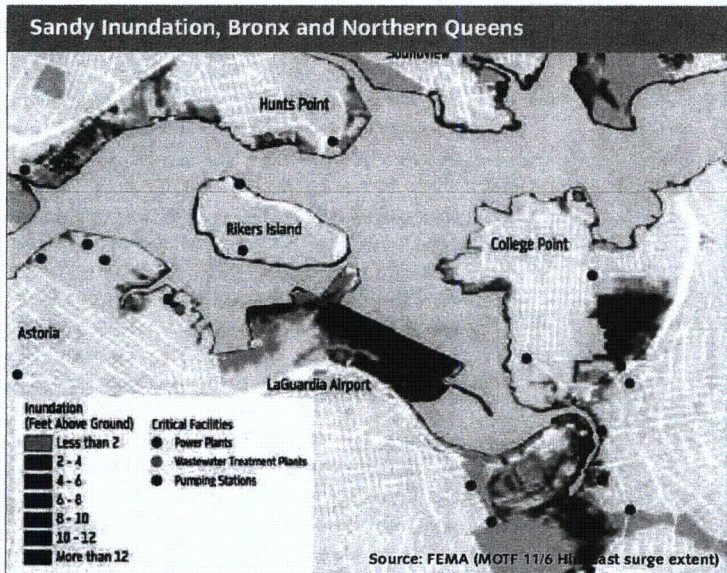 Sandy Inundation, Bronx and Northern Queens
Soundview
Hunts Point
Rikers Island
College Point
Astoria
LaGuardia Airport
Inundation
(Feet Above Ground)
Less than 2
2 - 4
4 - 6
6 - 8
8 - 10
10 - 12
More than 12
Critical Facilities
Power Plants
Wastewater Treatment Plants
Pumping Stations
Source: FEMA (MOTF 11/6 Hindcast surge extent)